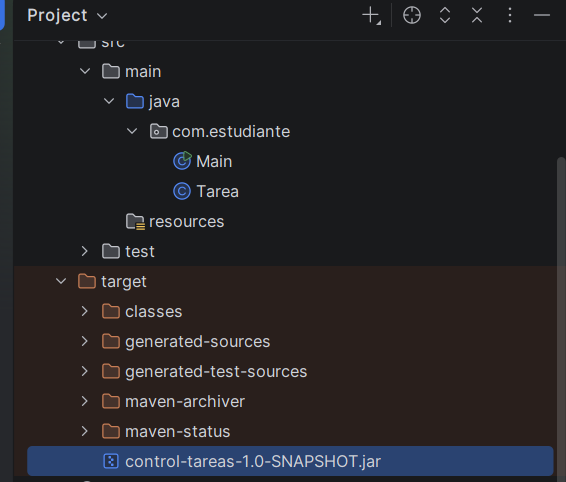 Project
src
main
java
com.estudiante
Main
Tarea
resources
test
target
classes
generated-sources
generated-test-sources
maven-archiver
maven-status
control-tareas-1.0-SNAPSHOT.jar